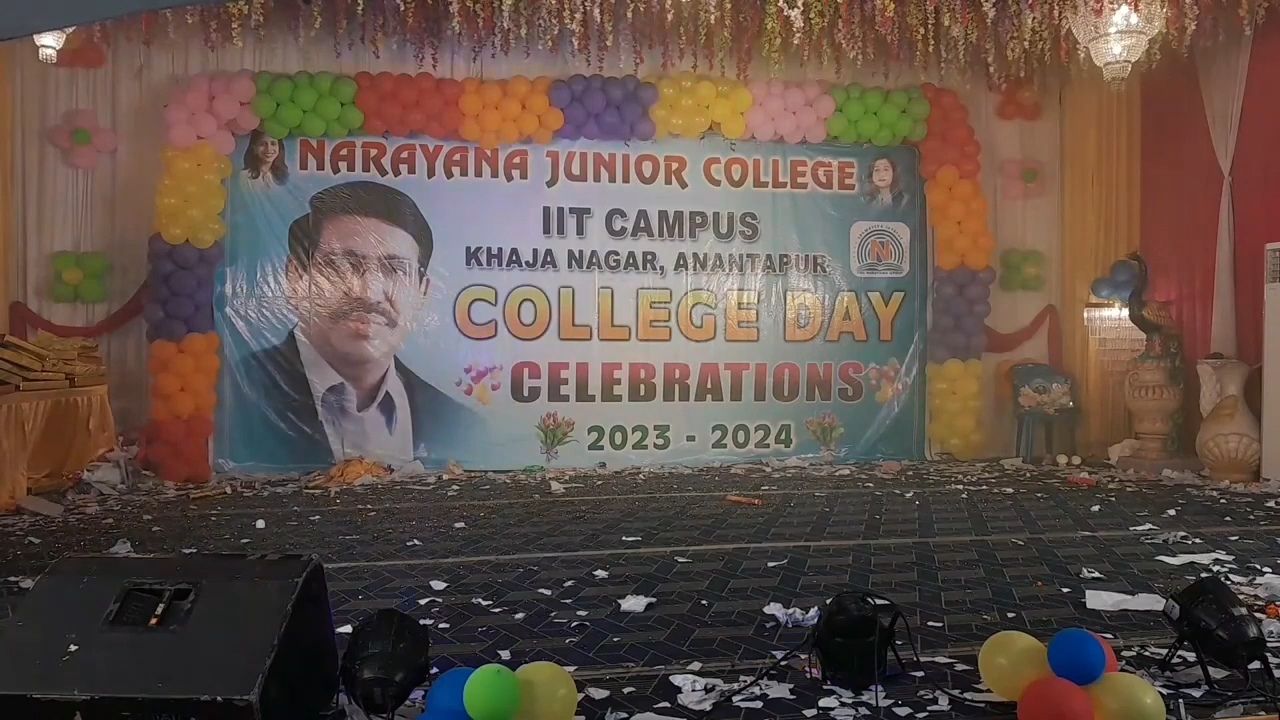 NARAYANA JUNIOR COLLEGE
IIT CAMPUS
KHAJA NAGAR, ANANTAPUR
N
COLLEGE DAY
CELEBRATIONS
2023 - 2024